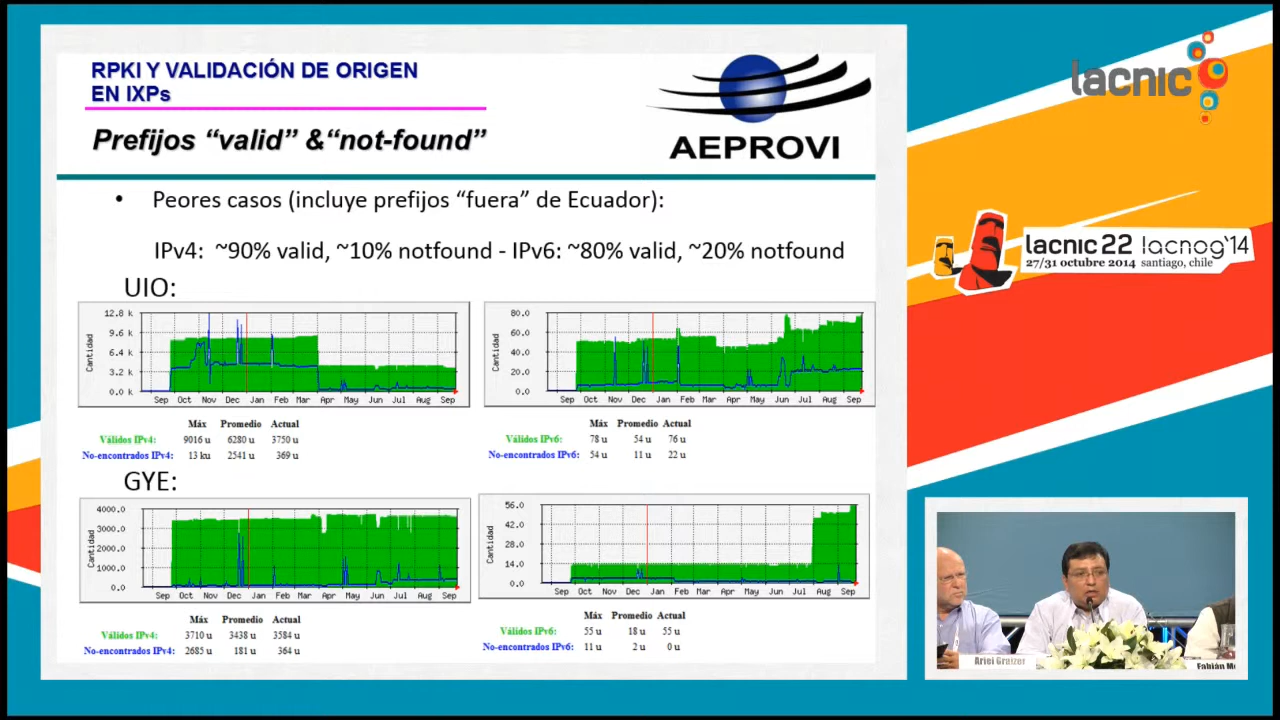 RPKI Y VALIDACIÓN DE ORIGEN
EN IXPs
Prefijos “valid” &“not-found”
AEPROVI
lacnic
• Peores casos (incluye prefijos “fuera” de Ecuador):
IPv4: ~90% valid, ~10% notfound - IPv6: ~80% valid, ~20% notfound
lacnic 22 lacnog'14
27/31 octubre 2014 santiago, chile
UIO:
Cantidad
12.8 k
9.6 k
6.4 k
3.2 k
0.0 k
Sep Oct Nov Dec Jan Feb Mar Apr May Jun Jul Aug Sep
Máx Promedio Actual
Válidos IPv4: 9016 u 6280 u 3750 u
No-encontrados IPv4: 13 ku 2541 u 369 u
Cantidad
80.0
60.0
40.0
20.0
0.0
Sep Oct Nov Dec Jan Feb Mar Apr May Jun Jul Aug Sep
Máx Promedio Actual
Válidos IPv6: 78 u 54 u 76 u
No-encontrados IPv6: 54 u 11 u 22 u
GYE:
Cantidad
4000.0
3000.0
2000.0
1000.0
0.0
Sep Oct Nov Dec Jan Feb Mar Apr May Jun Jul Aug Sep
Máx Promedio Actual
Válidos IPv4: 3710 u 3438 u 3584 u
No-encontrados IPv4: 2685 u 181 u 364 u
Cantidad
56.0
42.0
28.0
14.0
0.0
Sep Oct Nov Dec Jan Feb Mar Apr May Jun Jul Aug Sep
Máx Promedio Actual
Válidos IPv6: 55 u 18 u 55 u
No-encontrados IPv6: 11 u 2 u 0 u
Ariel Graizer
Fabián